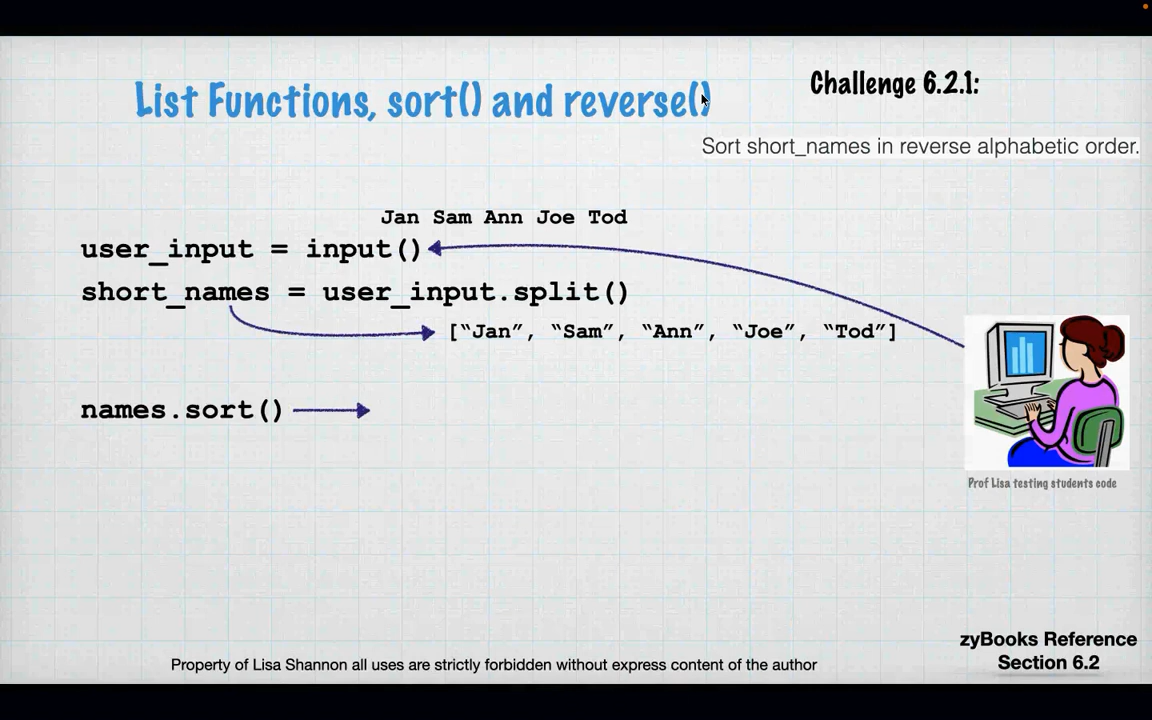 List Functions, sort() and reverse()
Challenge 6.2.1:
Sort short_names in reverse alphabetic order.
Jan Sam Ann Joe Tod
user_input = input()
short_names = user_input.split()
[“Jan”, “Sam”, “Ann”, “Joe”, “Tod”]
names.sort()
Prof Lisa testing students code
zyBooks Reference
Section 6.2
Property of Lisa Shannon all uses are strictly forbidden without express content of the author